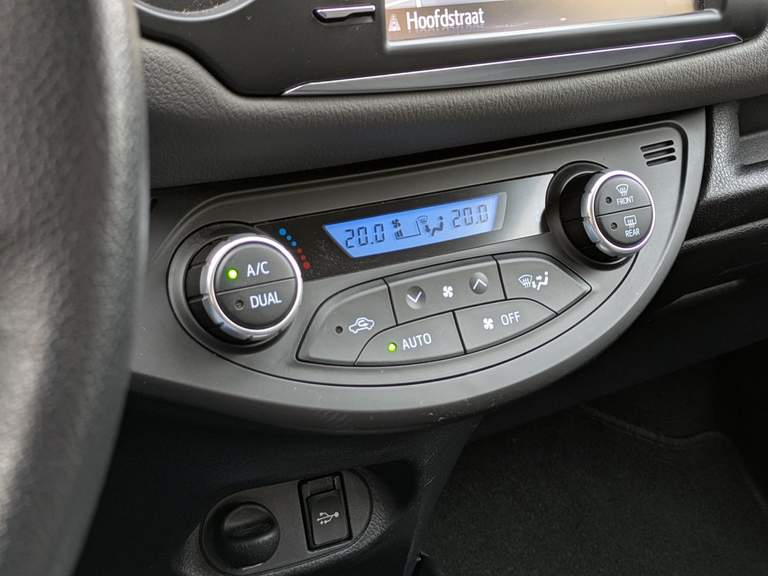 Hoofdstraat
20.0 20.0
FRONT
REAR
A/C
DUAL
AUTO
OFF